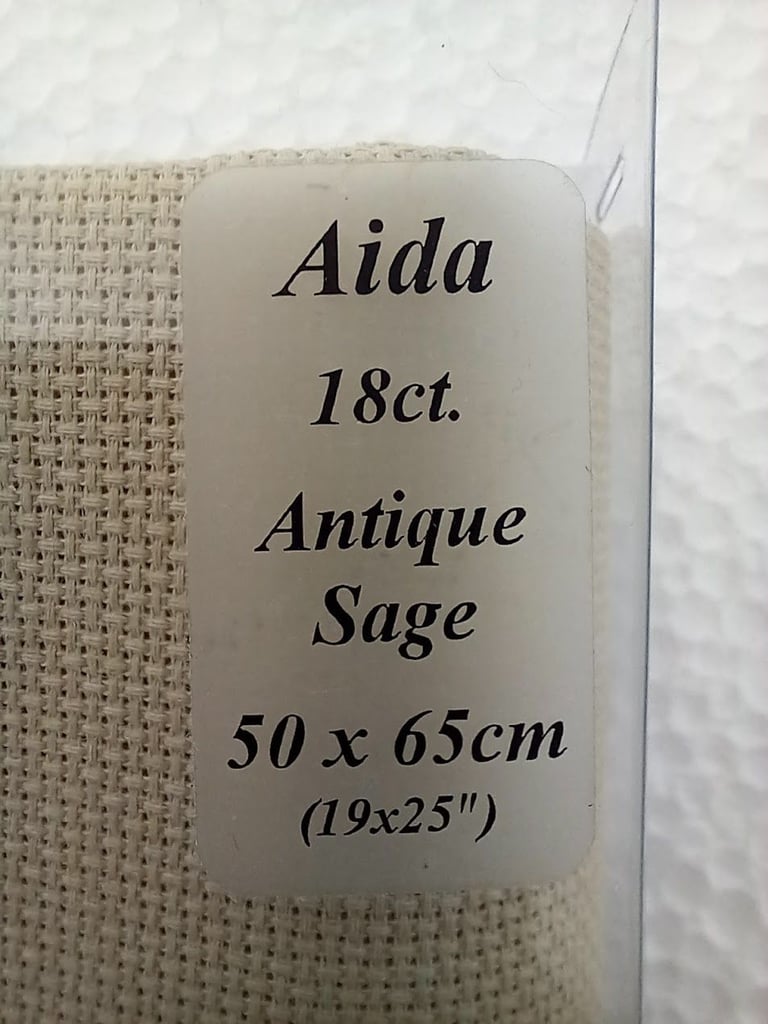 Aida
18ct.
Antique
Sage
50 x 65cm
(19x25")